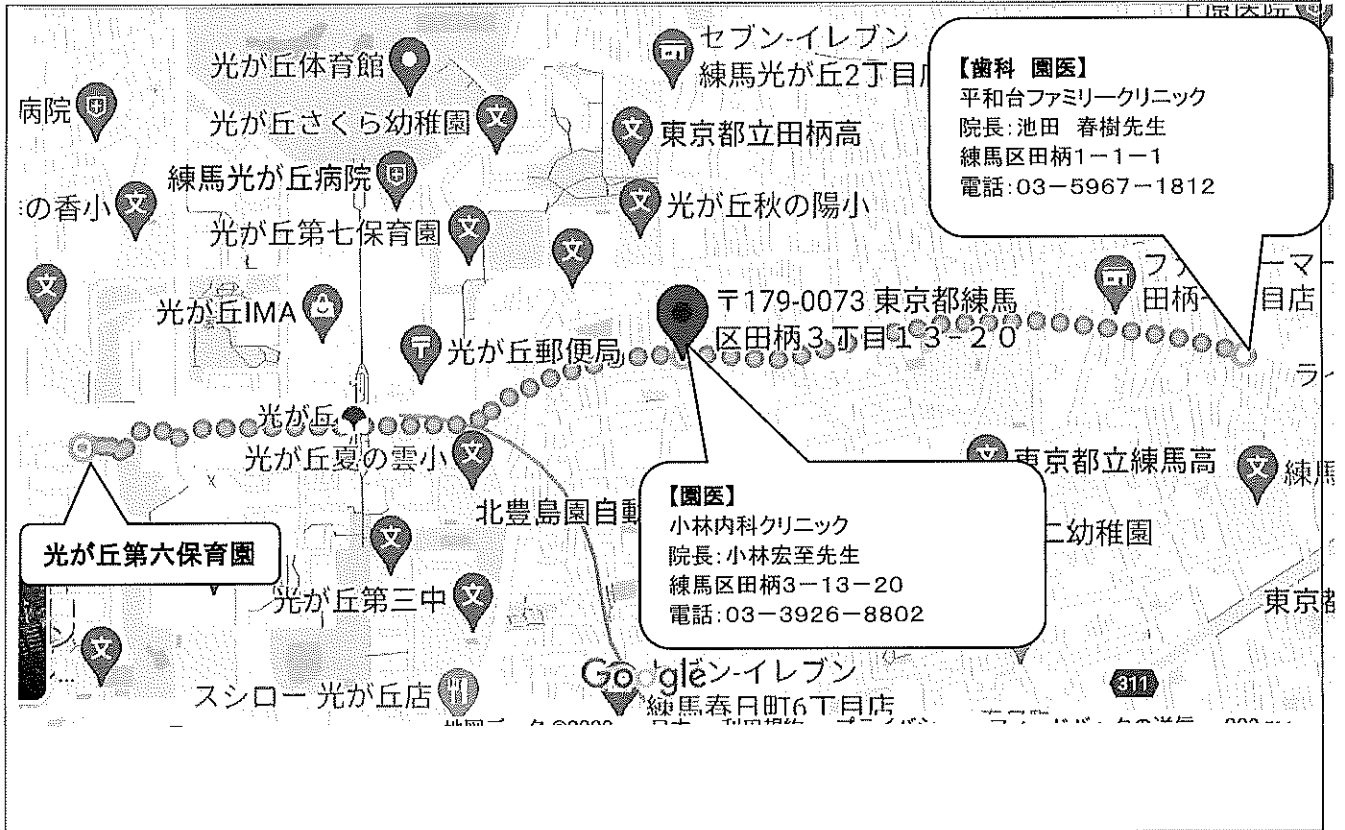 セブン-イレブン
練馬光が丘2丁目
光が丘体育館
病院
光が丘さくら幼稚園
東京都立田柄高
練馬光が丘病院
の香小
光が丘秋の陽小
光が丘第七保育園
【歯科 園医】
平和台ファミリークリニック
院長:池田 春樹先生
練馬区田柄1-1-1
電話:03-5967-1812
光が丘IMA
〒179-0073 東京都練馬
区田柄3丁目13-20
田柄
目店
光が丘郵便局
光が丘
光が丘夏の雲小
東京都立練馬高
練馬
北豊島園自動
二幼稚園
光が丘第六保育園
【園医】
小林内科クリニック
院長:小林宏至先生
練馬区田柄3-13-20
電話:03-3926-8802
光が丘第三中
東京都
スシロー 光が丘店
Google
ン-イレブン
練馬春日町6丁目店
311